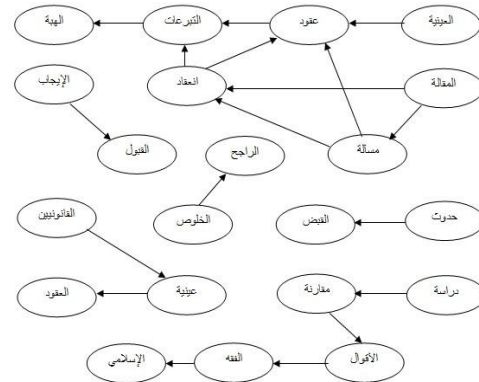 العينية عقود التبرعات الهبة
المقالة انعقاد الإيجاب
مسألة الراجح القبول
حدوث القبض الخلوص القانونيين
دراسة مقارنة عينية العقود
الأقوال الفقه الإسلامي